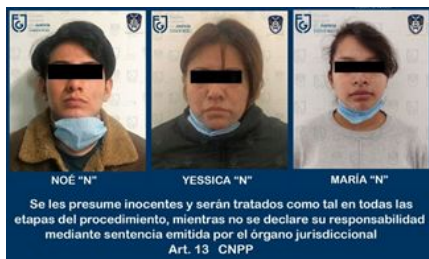 NOÉ "N"
YESSICA "N"
MARÍA "N"
Se les presume inocentes y serán tratados como tal en todas las
etapas del procedimiento, mientras no se declare su responsabilidad
mediante sentencia emitida por el órgano jurisdiccional
Art. 13 CNPP